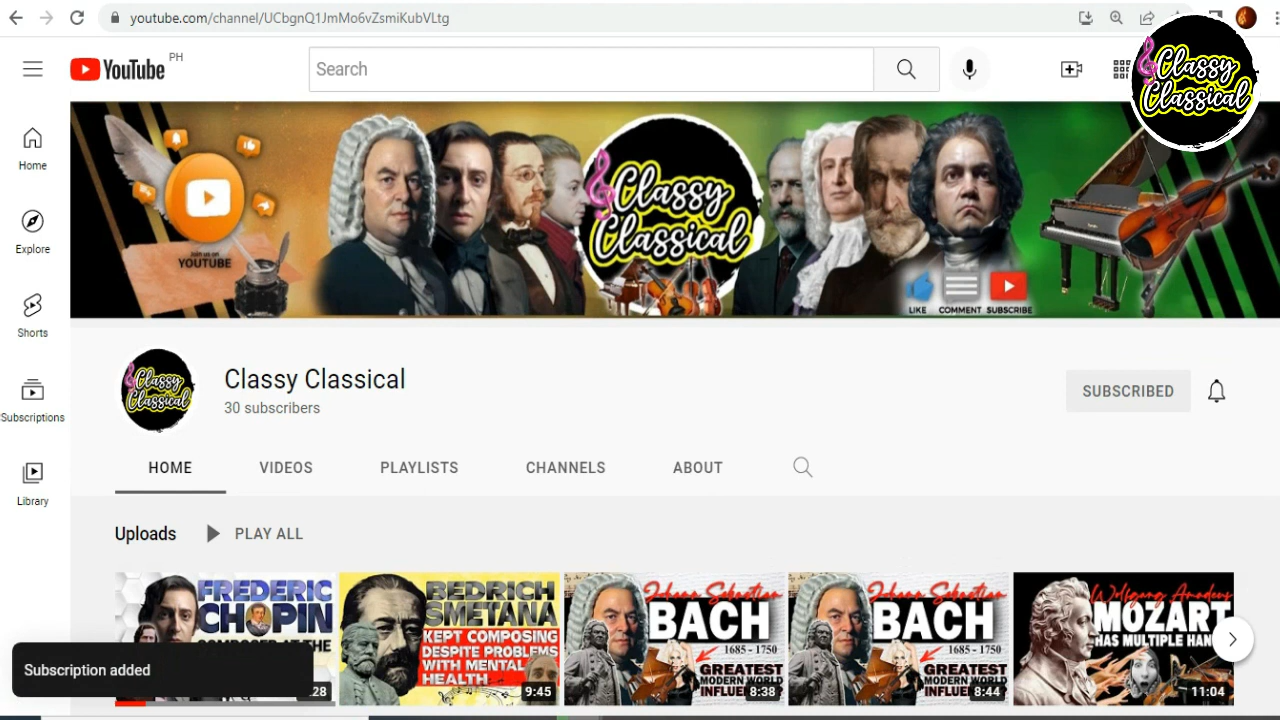 youtube.com/channel/UCbgnQ1JmMo6vZsmiKubVLtg
YouTube PH
Search
Classy
Classical
Home
Explore
Shorts
Subscriptions
Library
Join us on
YOUTUBE
Classy
Classical
LIKE COMMENT SUBSCRIBE
Classy
Classical
Classy Classical
30 subscribers
SUBSCRIBED
HOME VIDEOS PLAYLISTS CHANNELS ABOUT
Uploads PLAY ALL
FREDERIC
CHOPIN
:28
BEDRICH
SMETANA
KEPT COMPOSING
DESPITE PROBLEMS
WITH MENTAL
HEALTH
9:45
Johann Sebastian
BACH
1685 - 1750
GREATEST
MODERN WORLD
8:38
Johann Sebastian
BACH
1685 - 1750
GREATEST
MODERN WORLD
8:44
Wolfgang Amadeus
MOZART
HAS MULTIPLE
11:04
Subscription added